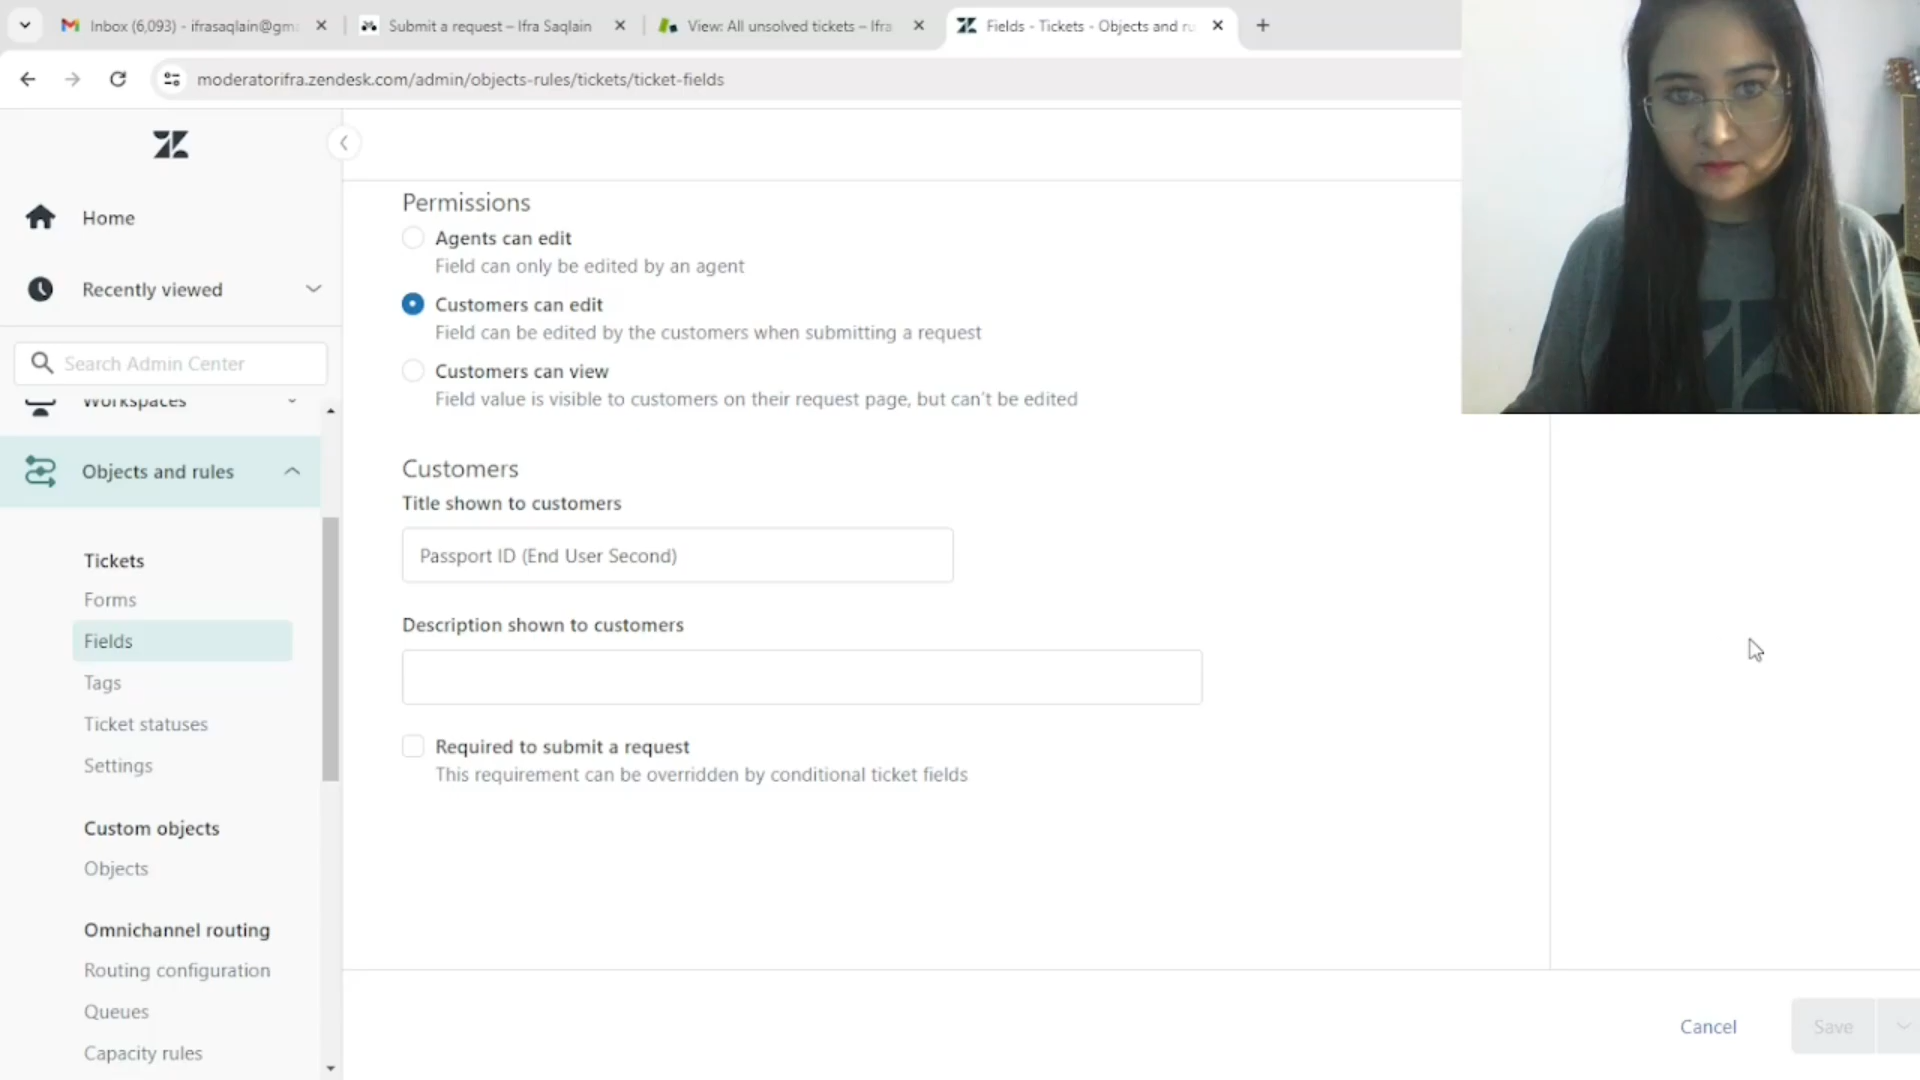 Inbox (6,093) - ifrasaqlain@gm
Submit a request – Ifra Saqlain
View: All unsolved tickets – Ifra
Fields - Tickets - Objects and ru
moderatorifra.zendesk.com/admin/objects-rules/tickets/ticket-fields
Home
Recently viewed
Search Admin Center
Workspaces
Objects and rules
Tickets
Forms
Fields
Tags
Ticket statuses
Settings
Custom objects
Objects
Omnichannel routing
Routing configuration
Queues
Capacity rules
Permissions
Agents can edit
Field can only be edited by an agent
Customers can edit
Field can be edited by the customers when submitting a request
Customers can view
Field value is visible to customers on their request page, but can't be edited
Customers
Title shown to customers
Passport ID (End User Second)
Description shown to customers
Required to submit a request
This requirement can be overridden by conditional ticket fields
Cancel
Save